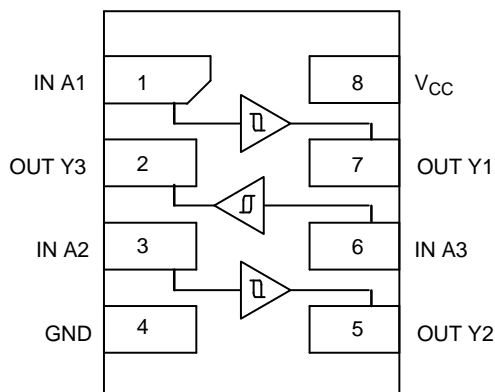 IN A1 1 8 VCC
OUT Y3 2 7 OUT Y1
IN A2 3 6 IN A3
GND 4 5 OUT Y2